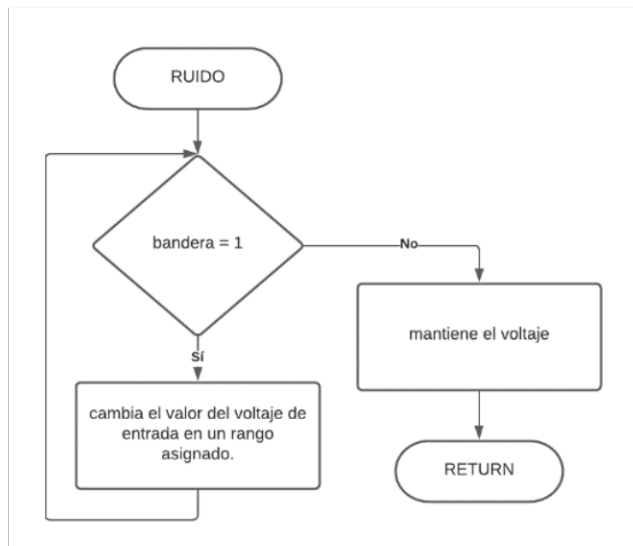 RUIDO
bandera = 1
No
mantiene el voltaje
Sí
cambia el valor del voltaje de
entrada en un rango
asignado.
RETURN